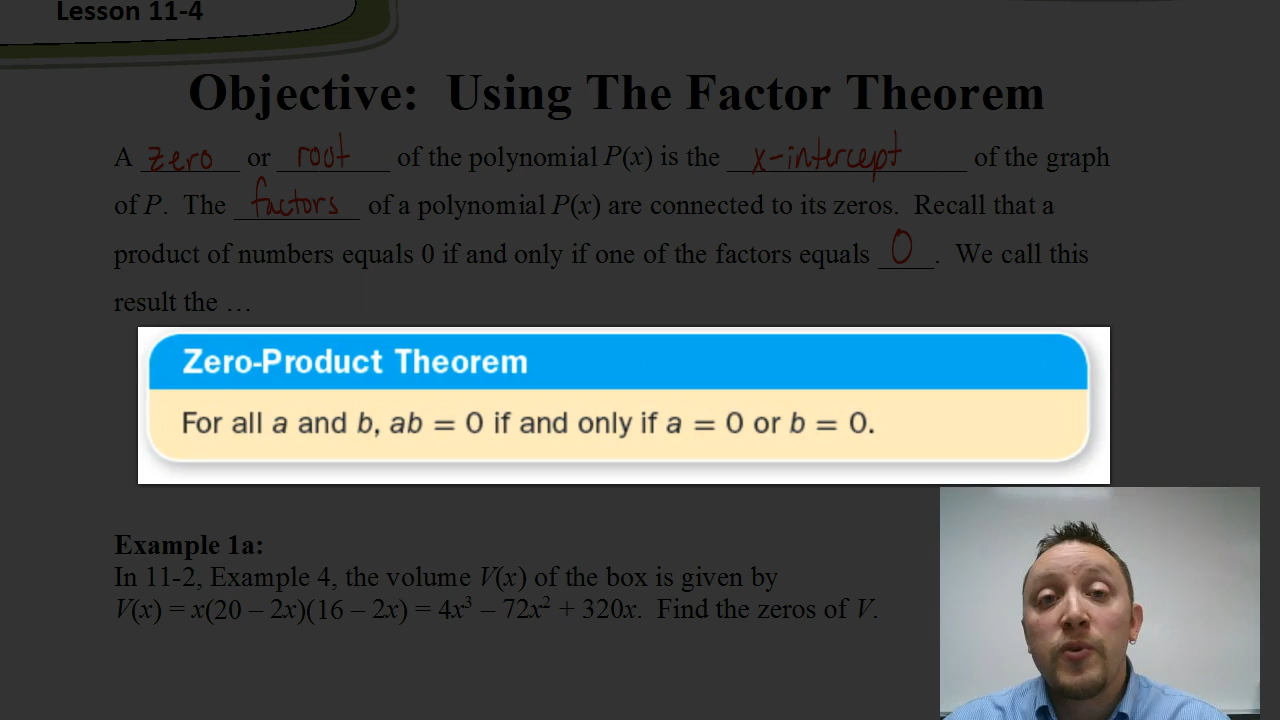 Lesson 11-4
Objective: Using The Factor Theorem
A zero or root of the polynomial P(x) is the x-intercept of the graph
of P. The factors of a polynomial P(x) are connected to its zeros. Recall that a
product of numbers equals 0 if and only if one of the factors equals 0. We call this
result the …
Zero-Product Theorem
For all a and b, ab = 0 if and only if a = 0 or b = 0.
Example 1a:
In 11-2, Example 4, the volume V(x) of the box is given by
V(x) = x(20 – 2x)(16 – 2x) = 4x³ – 72x² + 320x. Find the zeros of V.